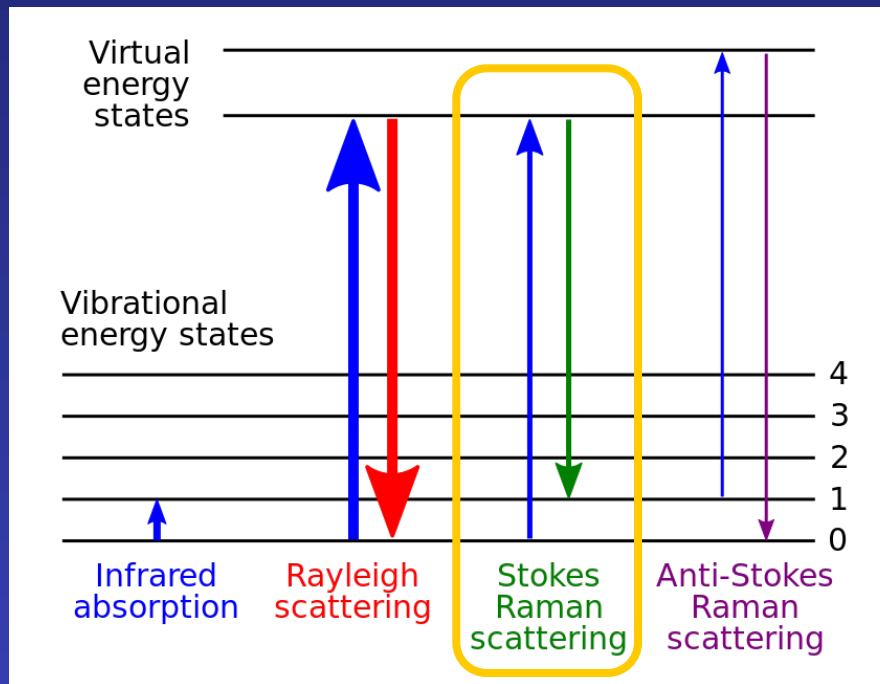 Virtual
energy
states
Vibrational
energy states
4
3
2
1
0
Infrared
absorption
Rayleigh
scattering
Stokes
Raman
scattering
Anti-Stokes
Raman
scattering